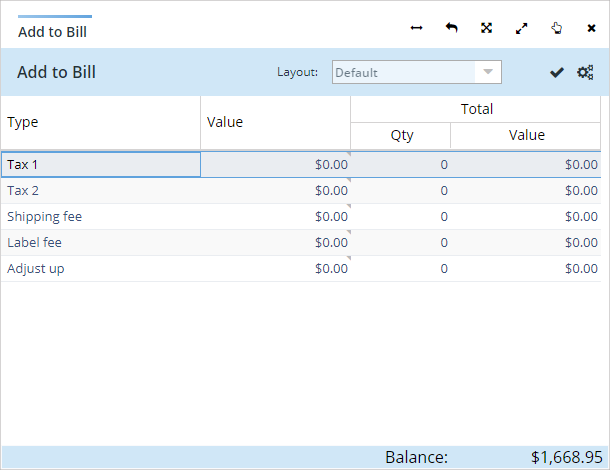 Add to Bill
Add to Bill Layout: Default
Total
Type Value
Qty Value
Tax 1 $0.00 0 $0.00
Tax 2 $0.00 0 $0.00
Shipping fee $0.00 0 $0.00
Label fee $0.00 0 $0.00
Adjust up $0.00 0 $0.00
Balance: $1,668.95